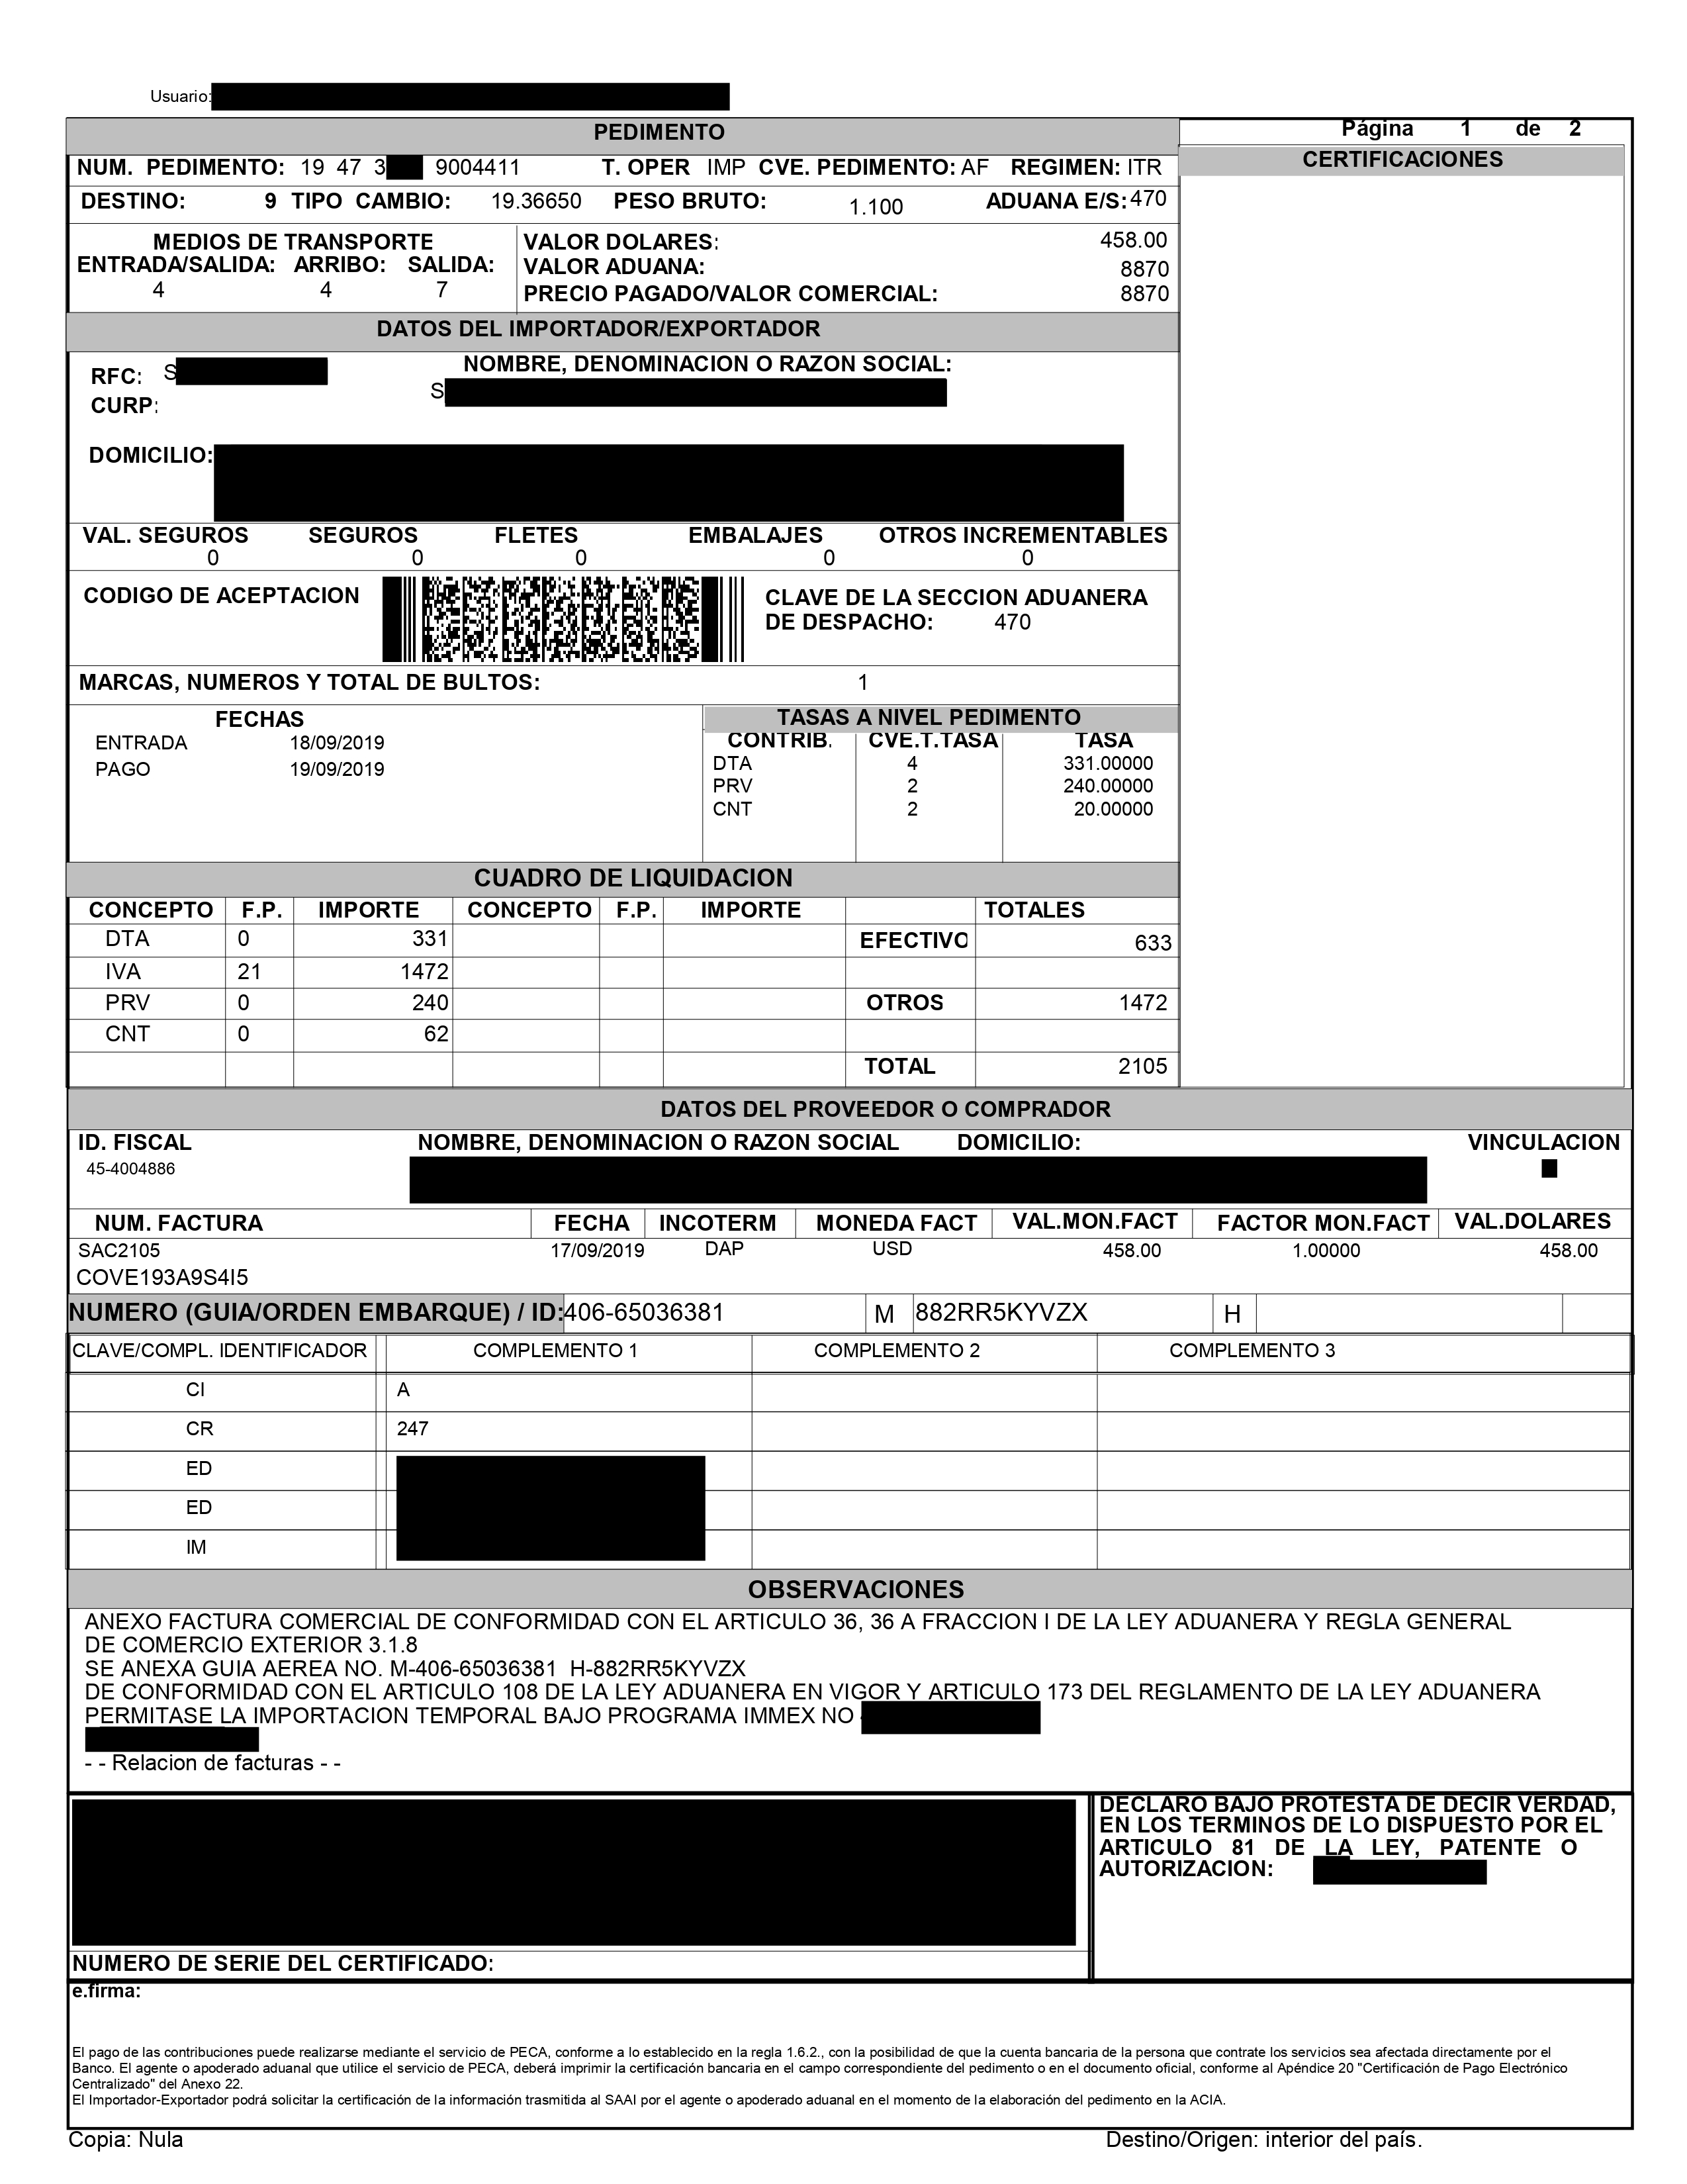 Usuario:
PEDIMENTO
Página 1 de 2
CERTIFICACIONES
NUM. PEDIMENTO: 19 47 3 9004411 T. OPER IMP CVE. PEDIMENTO: AF REGIMEN: ITR
DESTINO: 9 TIPO CAMBIO: 19.36650 PESO BRUTO: 1.100 ADUANA E/S: 470
MEDIOS DE TRANSPORTE
ENTRADA/SALIDA: ARRIBO: SALIDA:
4 4 7
VALOR DOLARES: 458.00
VALOR ADUANA: 8870
PRECIO PAGADO/VALOR COMERCIAL: 8870
DATOS DEL IMPORTADOR/EXPORTADOR
RFC: S
NOMBRE, DENOMINACION O RAZON SOCIAL:
S
CURP:
DOMICILIO:
VAL. SEGUROS SEGUROS FLETES EMBALAJES OTROS INCREMENTABLES
0 0 0 0 0
CODIGO DE ACEPTACION
CLAVE DE LA SECCION ADUANERA
DE DESPACHO: 470
MARCAS, NUMEROS Y TOTAL DE BULTOS: 1
FECHAS
ENTRADA 18/09/2019
PAGO 19/09/2019
TASAS A NIVEL PEDIMENTO
CONTRIB. CVE.T.TASA TASA
DTA 4 331.00000
PRV 2 240.00000
CNT 2 20.00000
CUADRO DE LIQUIDACION
CONCEPTO F.P. IMPORTE CONCEPTO F.P. IMPORTE TOTALES
DTA 0 331 EFECTIVO 633
IVA 21 1472
PRV 0 240 OTROS 1472
CNT 0 62
TOTAL 2105
DATOS DEL PROVEEDOR O COMPRADOR
ID. FISCAL NOMBRE, DENOMINACION O RAZON SOCIAL DOMICILIO: VINCULACION
45-4004886
NUM. FACTURA FECHA INCOTERM MONEDA FACT VAL.MON.FACT FACTOR MON.FACT VAL.DOLARES
SAC2105 17/09/2019 DAP USD 458.00 1.00000 458.00
COVE193A9S4I5
NUMERO (GUIA/ORDEN EMBARQUE) / ID: 406-65036381 M 882RR5KYVZX H
CLAVE/COMPL. IDENTIFICADOR COMPLEMENTO 1 COMPLEMENTO 2 COMPLEMENTO 3
CI A
CR 247
ED
ED
IM
OBSERVACIONES
ANEXO FACTURA COMERCIAL DE CONFORMIDAD CON EL ARTICULO 36, 36 A FRACCION I DE LA LEY ADUANERA Y REGLA GENERAL
DE COMERCIO EXTERIOR 3.1.8
SE ANEXA GUIA AEREA NO. M-406-65036381 H-882RR5KYVZX
DE CONFORMIDAD CON EL ARTICULO 108 DE LA LEY ADUANERA EN VIGOR Y ARTICULO 173 DEL REGLAMENTO DE LA LEY ADUANERA
PERMITASE LA IMPORTACION TEMPORAL BAJO PROGRAMA IMMEX NO
- - Relacion de facturas - -
DECLARO BAJO PROTESTA DE DECIR VERDAD,
EN LOS TERMINOS DE LO DISPUESTO POR EL
ARTICULO 81 DE LA LEY, PATENTE O
AUTORIZACION:
NUMERO DE SERIE DEL CERTIFICADO:
e.firma:
El pago de las contribuciones puede realizarse mediante el servicio de PECA, conforme a lo establecido en la regla 1.6.2., con la posibilidad de que la cuenta bancaria de la persona que contrate los servicios sea afectada directamente por el
Banco. El agente o apoderado aduanal que utilice el servicio de PECA, deberá imprimir la certificación bancaria en el campo correspondiente del pedimento o en el documento oficial, conforme al Apéndice 20 "Certificación de Pago Electrónico
Centralizado" del Anexo 22.
El Importador-Exportador podrá solicitar la certificación de la información trasmitida al SAAI por el agente o apoderado aduanal en el momento de la elaboración del pedimento en la ACIA.
Copia: Nula
Destino/Origen: interior del país.